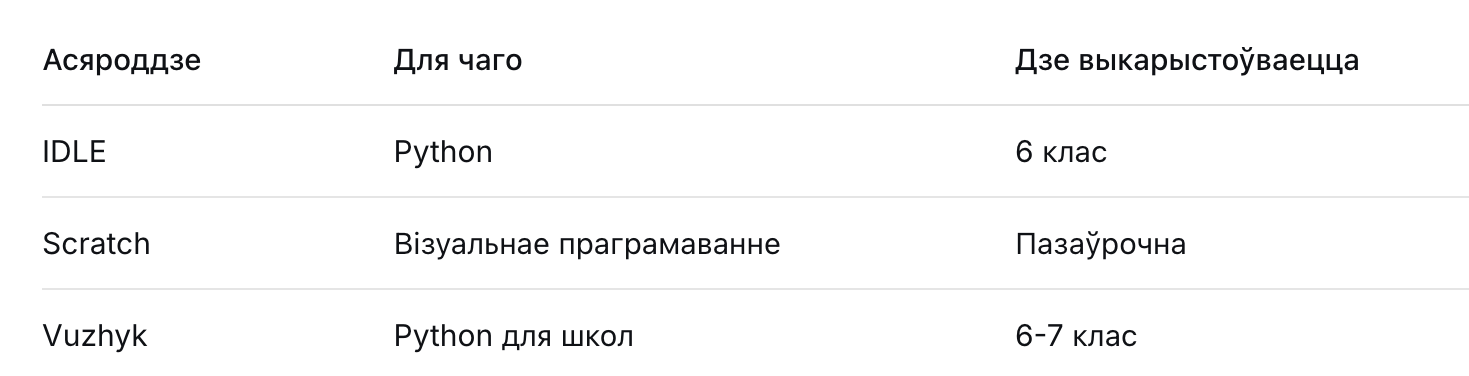 Асяроддзе Для чаго Дзе выкарыстоўваецца
IDLE Python 6 клас
Scratch Візуальнае праграмаванне Пазаўрочна
Vuzhyk Python для школ 6-7 клас